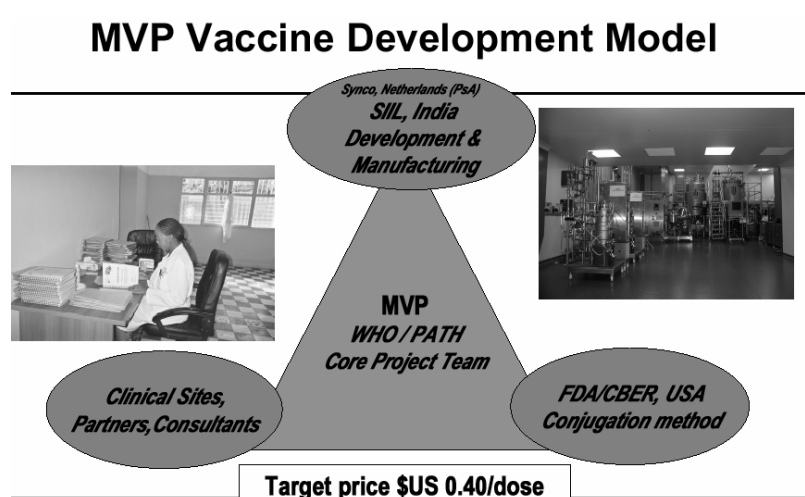 MVP Vaccine Development Model
Synco, Netherlands (PsA)
SIIL, India
Development &
Manufacturing
MVP
WHO / PATH
Core Project Team
Clinical Sites,
Partners,Consultants
FDA/CBER, USA
Conjugation method
Target price $US 0.40/dose